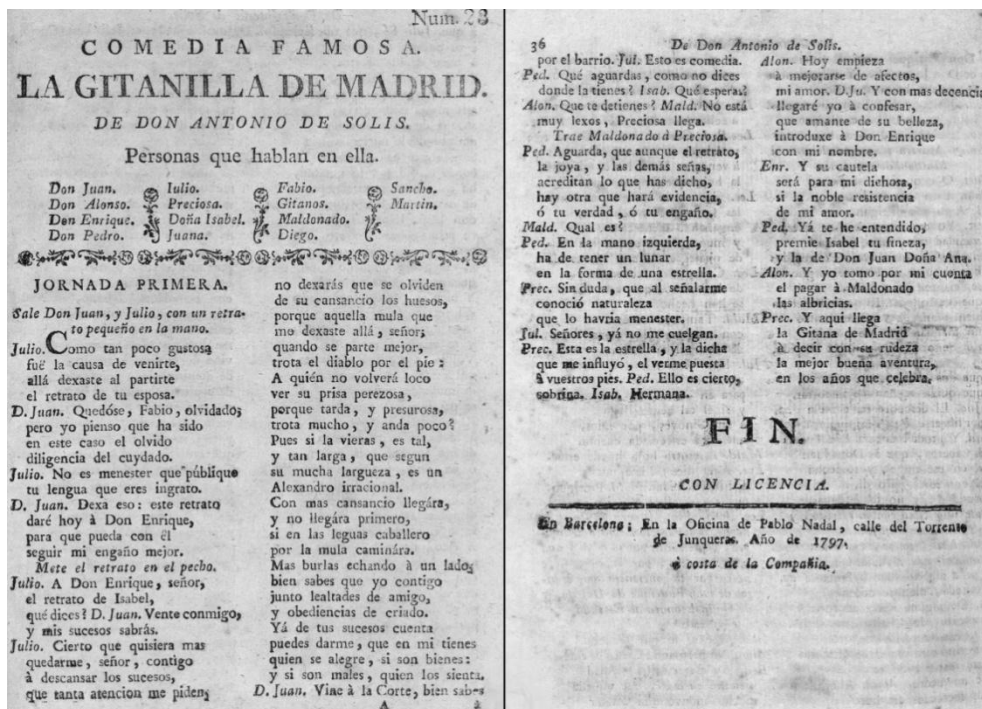 Num. 23
COMEDIA FAMOSA.
LA GITANILLA DE MADRID.
DE DON ANTONIO DE SOLIS.
Personas que hablan en ella.
Don Juan.
Don Alonso.
Don Enrique.
Don Pedro.
Iulio.
Preciosa.
Doña Isabel.
Juana.
Fabio.
Gitanos.
Maldonado.
Diego.
Sancho.
Martin.
JORNADA PRIMERA.
Sale Don Juan, y Julio, con un retra-
to pequeño en la mano.
Julio. Como tan poco gustosa
fuè la causa de venirte,
allá dexaste al partirte
el retrato de tu esposa.
D. Juan. Quedóse, Fabio, olvidado;
pero yo pienso que ha sido
en este caso el olvido
diligencia del cuydado.
Julio. No es menester que publique
tu lengua que eres ingrato.
D. Juan. Dexa eso: este retrato
daré hoy à Don Enrique,
para que pueda con él
seguir mi engaño mejor.
Mete el retrato en el pecho.
Julio. A Don Enrique, señor,
el retrato de Isabel,
qué dices? D. Juan. Vente conmigo,
y mis sucesos sabrás.
Julio. Cierto que quisiera mas
quedarme, señor, contigo
à descansar los sucesos,
que tanta atencion me piden;
no dexarás que se olviden
de su cansancio los huesos,
porque aquella mula que
me dexaste allá, señor;
quando se parte mejor,
trota el diablo por el pie:
A quién no volverá loco
ver su prisa perezosa,
porque tarda, y presurosa,
trota mucho, y anda poco?
Pues si la vieras, es tal,
y tan larga, que segun
su mucha largueza, es un
Alexandro irracional.
Con mas cansancio llegára,
y no llegára primero,
si en las leguas caballero
por la mula caminára.
Mas burlas echando à un lado;
bien sabes que yo contigo
junto lealtades de amigo,
y obediencias de criado.
Yá de tus sucesos cuenta
puedes darme, que en mi tienes
quien se alegre, si son bienes:
y si son males, quien los sienta.
D. Juan. Vine à la Corte, bien sabes
A
36
De Don Antonio de Solís.
por el barrio. Jul. Esto es comedia.
Ped. Qué aguardas, como no dices
donde la tienes? Isab. Qué esperas?
Alon. Que te detienes? Mald. No está
muy lexos, Preciosa llega.
Trae Maldonado à Preciosa.
Ped. Aguarda, que aunque el retrato,
la joya, y las demás señas,
acreditan lo que has dicho,
hay otra que hará evidencia,
ó tu verdad, ó tu engaño.
Mald. Qual es?
Ped. En la mano izquierda,
ha de tener un lunar
en la forma de una estrella.
Prec. Sin duda, que al señalarme
conoció naturaleza
que lo havria menester.
Jul. Señores, yá no me cuelgan.
Prec. Esta es la estrella, y la dicha
que me influyó, el verme puesta
à vuestros pies. Ped. Ello es cierto,
sobrina. Isab. Hermana.
Alon. Hoy empieza
à mejorarse de afectos,
mi amor. D.Ju. Y con mas decencia
llegaré yo à confesar,
que amante de su belleza,
introduxe à Don Enrique
con mi nombre.
Enr. Y su cautela
será para mi dichosa,
si la noble resistencia
de mi amor.
Ped. Yá te he entendido;
premie Isabel tu fineza,
y la de Don Juan Doña Ana.
Alon. Y yo tomo por mi cuenta
el pagar à Maldonado
las albricias.
Prec. Y aqui llega
la Gitana de Madrid
à decir con su rudeza
la mejor buena aventura,
en los años que celebra.
FIN.
CON LICENCIA.
En Barcelona: En la Oficina de Pablo Nadal, calle del Torrente
de Junqueras. Año de 1797.
à costa de la Compañia.